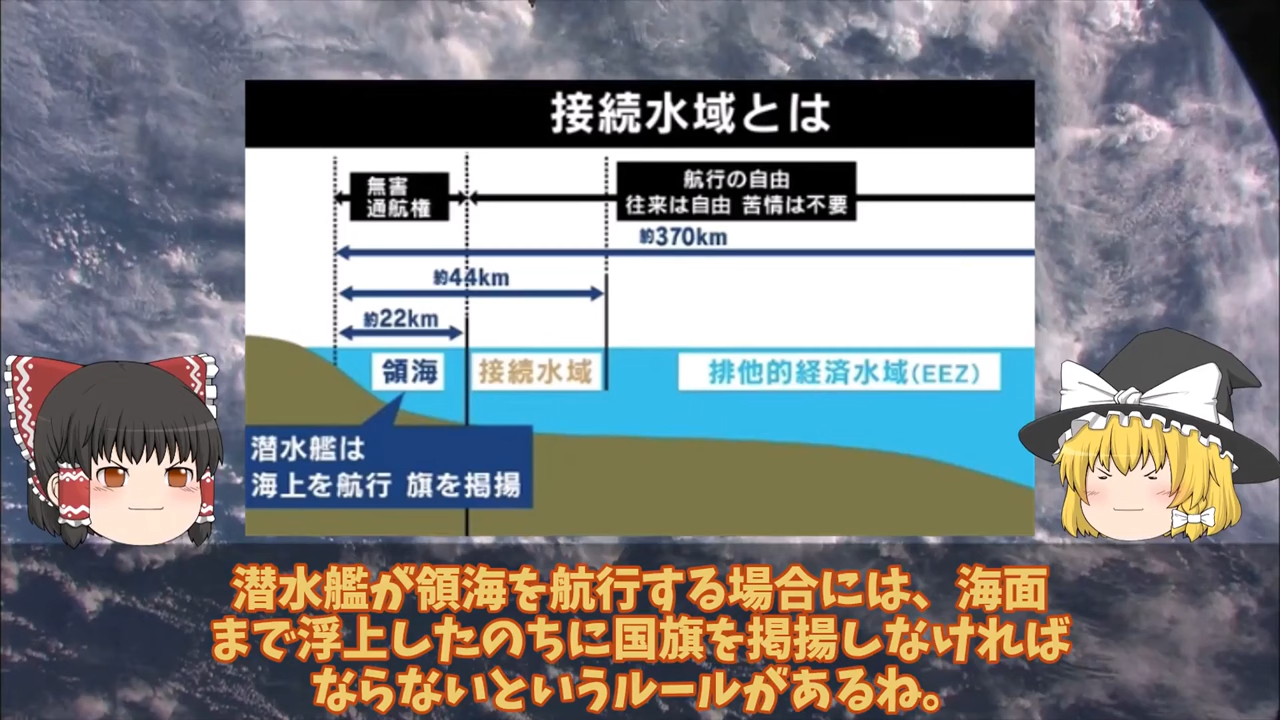 接続水域とは
無害
通航権
航行の自由
往来は自由 苦情は不要
約370km
約44km
約22km
領海
接続水域
排他的経済水域(EEZ)
潜水艦は
海上を航行 旗を掲揚
潜水艦が領海を航行する場合には、海面
まで浮上したのちに国旗を掲揚しなければ
ならないというルールがあるね。